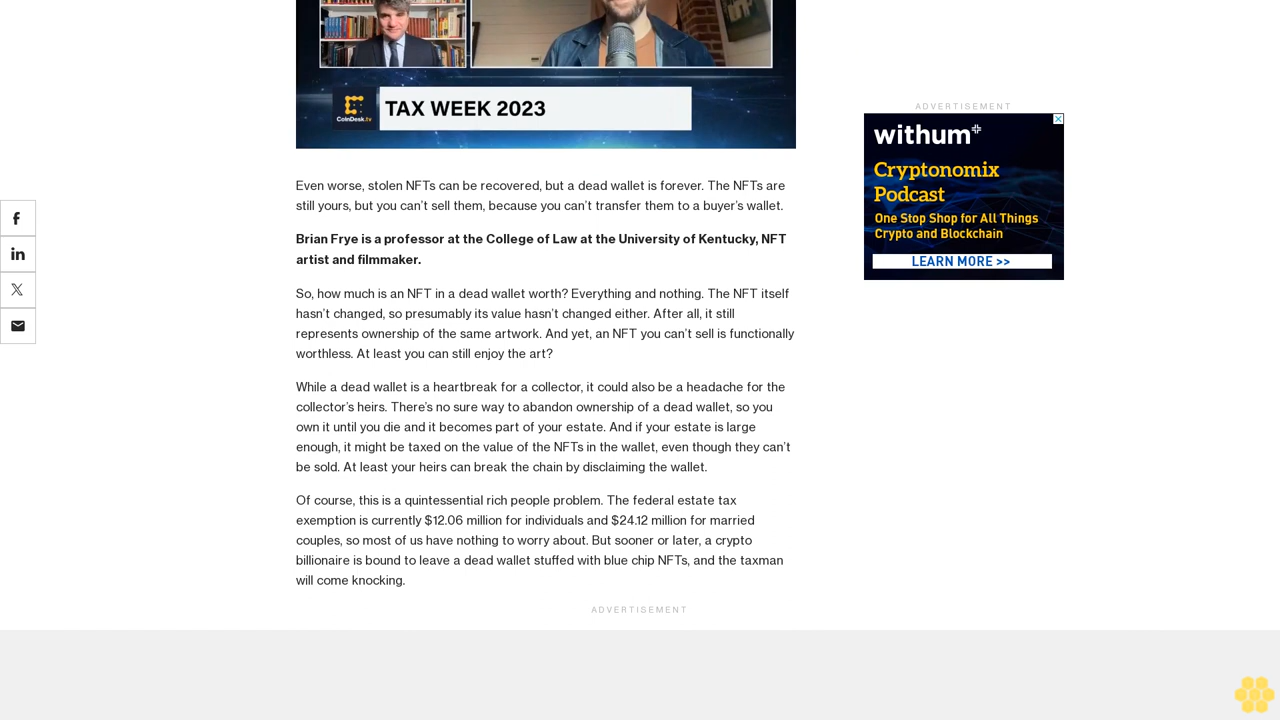 CoinDesk.tv
TAX WEEK 2023
Even worse, stolen NFTs can be recovered, but a dead wallet is forever. The NFTs are
still yours, but you can’t sell them, because you can’t transfer them to a buyer’s wallet.
Brian Frye is a professor at the College of Law at the University of Kentucky, NFT
artist and filmmaker.
So, how much is an NFT in a dead wallet worth? Everything and nothing. The NFT itself
hasn’t changed, so presumably its value hasn’t changed either. After all, it still
represents ownership of the same artwork. And yet, an NFT you can’t sell is functionally
worthless. At least you can still enjoy the art?
While a dead wallet is a heartbreak for a collector, it could also be a headache for the
collector’s heirs. There’s no sure way to abandon ownership of a dead wallet, so you
own it until you die and it becomes part of your estate. And if your estate is large
enough, it might be taxed on the value of the NFTs in the wallet, even though they can’t
be sold. At least your heirs can break the chain by disclaiming the wallet.
Of course, this is a quintessential rich people problem. The federal estate tax
exemption is currently $12.06 million for individuals and $24.12 million for married
couples, so most of us have nothing to worry about. But sooner or later, a crypto
billionaire is bound to leave a dead wallet stuffed with blue chip NFTs, and the taxman
will come knocking.
ADVERTISEMENT
ADVERTISEMENT
withum
Cryptonomix
Podcast
One Stop Shop for All Things
Crypto and Blockchain
LEARN MORE >>